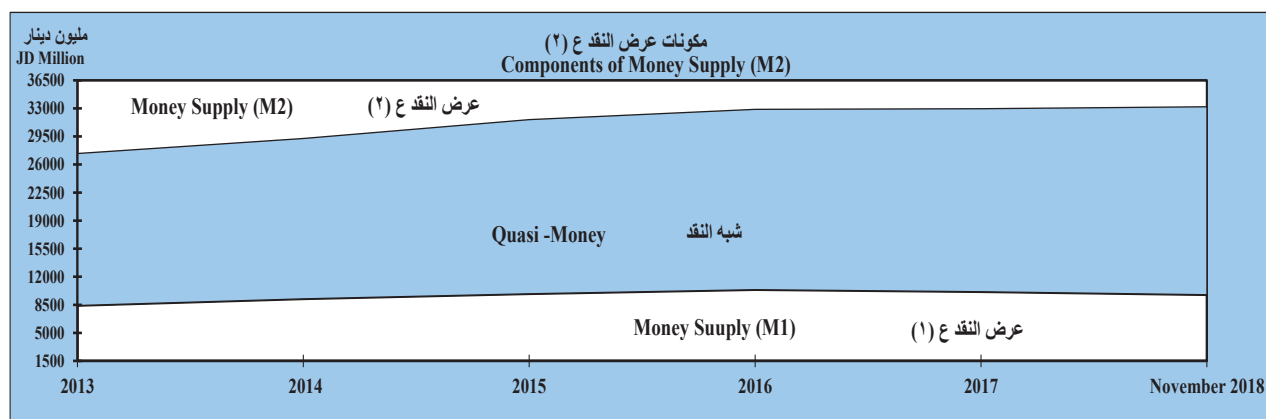 مليون دينار
JD Million
مكونات عرض النقد ع (٢)
Components of Money Supply (M2)
36500
33000
29500
26000
22500
19000
15500
12000
8500
5000
1500
Money Supply (M2) عرض النقد ع (٢)
Quasi -Money شبه النقد
Money Suuply (M1) عرض النقد ع (١)
2013 2014 2015 2016 2017 November 2018